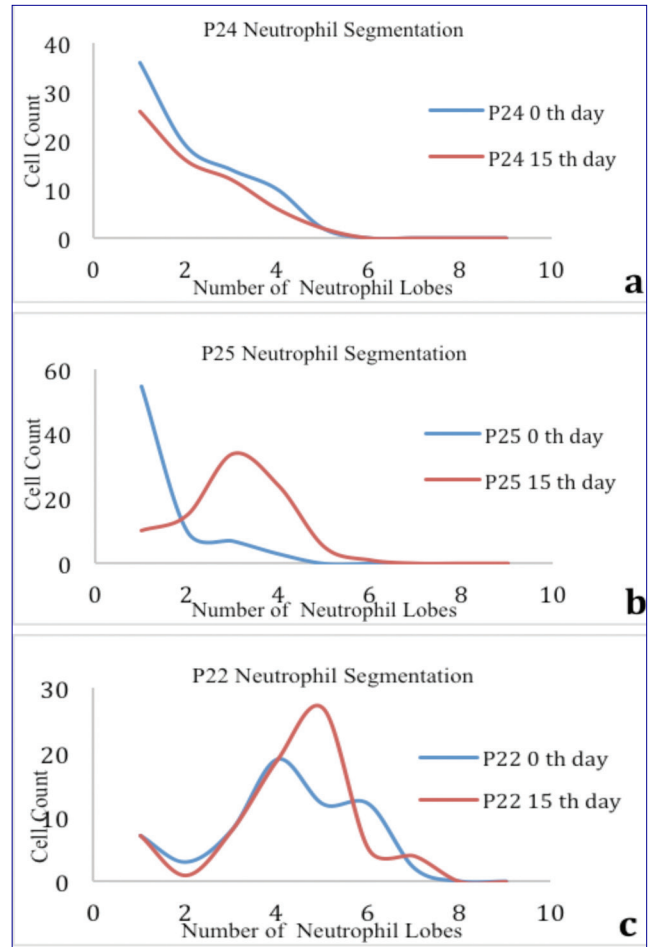 P24 Neutrophil Segmentation
40
30
20
10
0
Cell Count
P24 0 th day
P24 15 th day
0 2 4 6 8 10
Number of Neutrophil Lobes
a
P25 Neutrophil Segmentation
60
40
20
0
Cell Count
P25 0 th day
P25 15 th day
0 2 4 6 8 10
Number of Neutrophil Lobes
b
P22 Neutrophil Segmentation
30
20
10
0
Cell Count
P22 0 th day
P22 15 th day
0 2 4 6 8 10
Number of Neutrophil Lobes
c